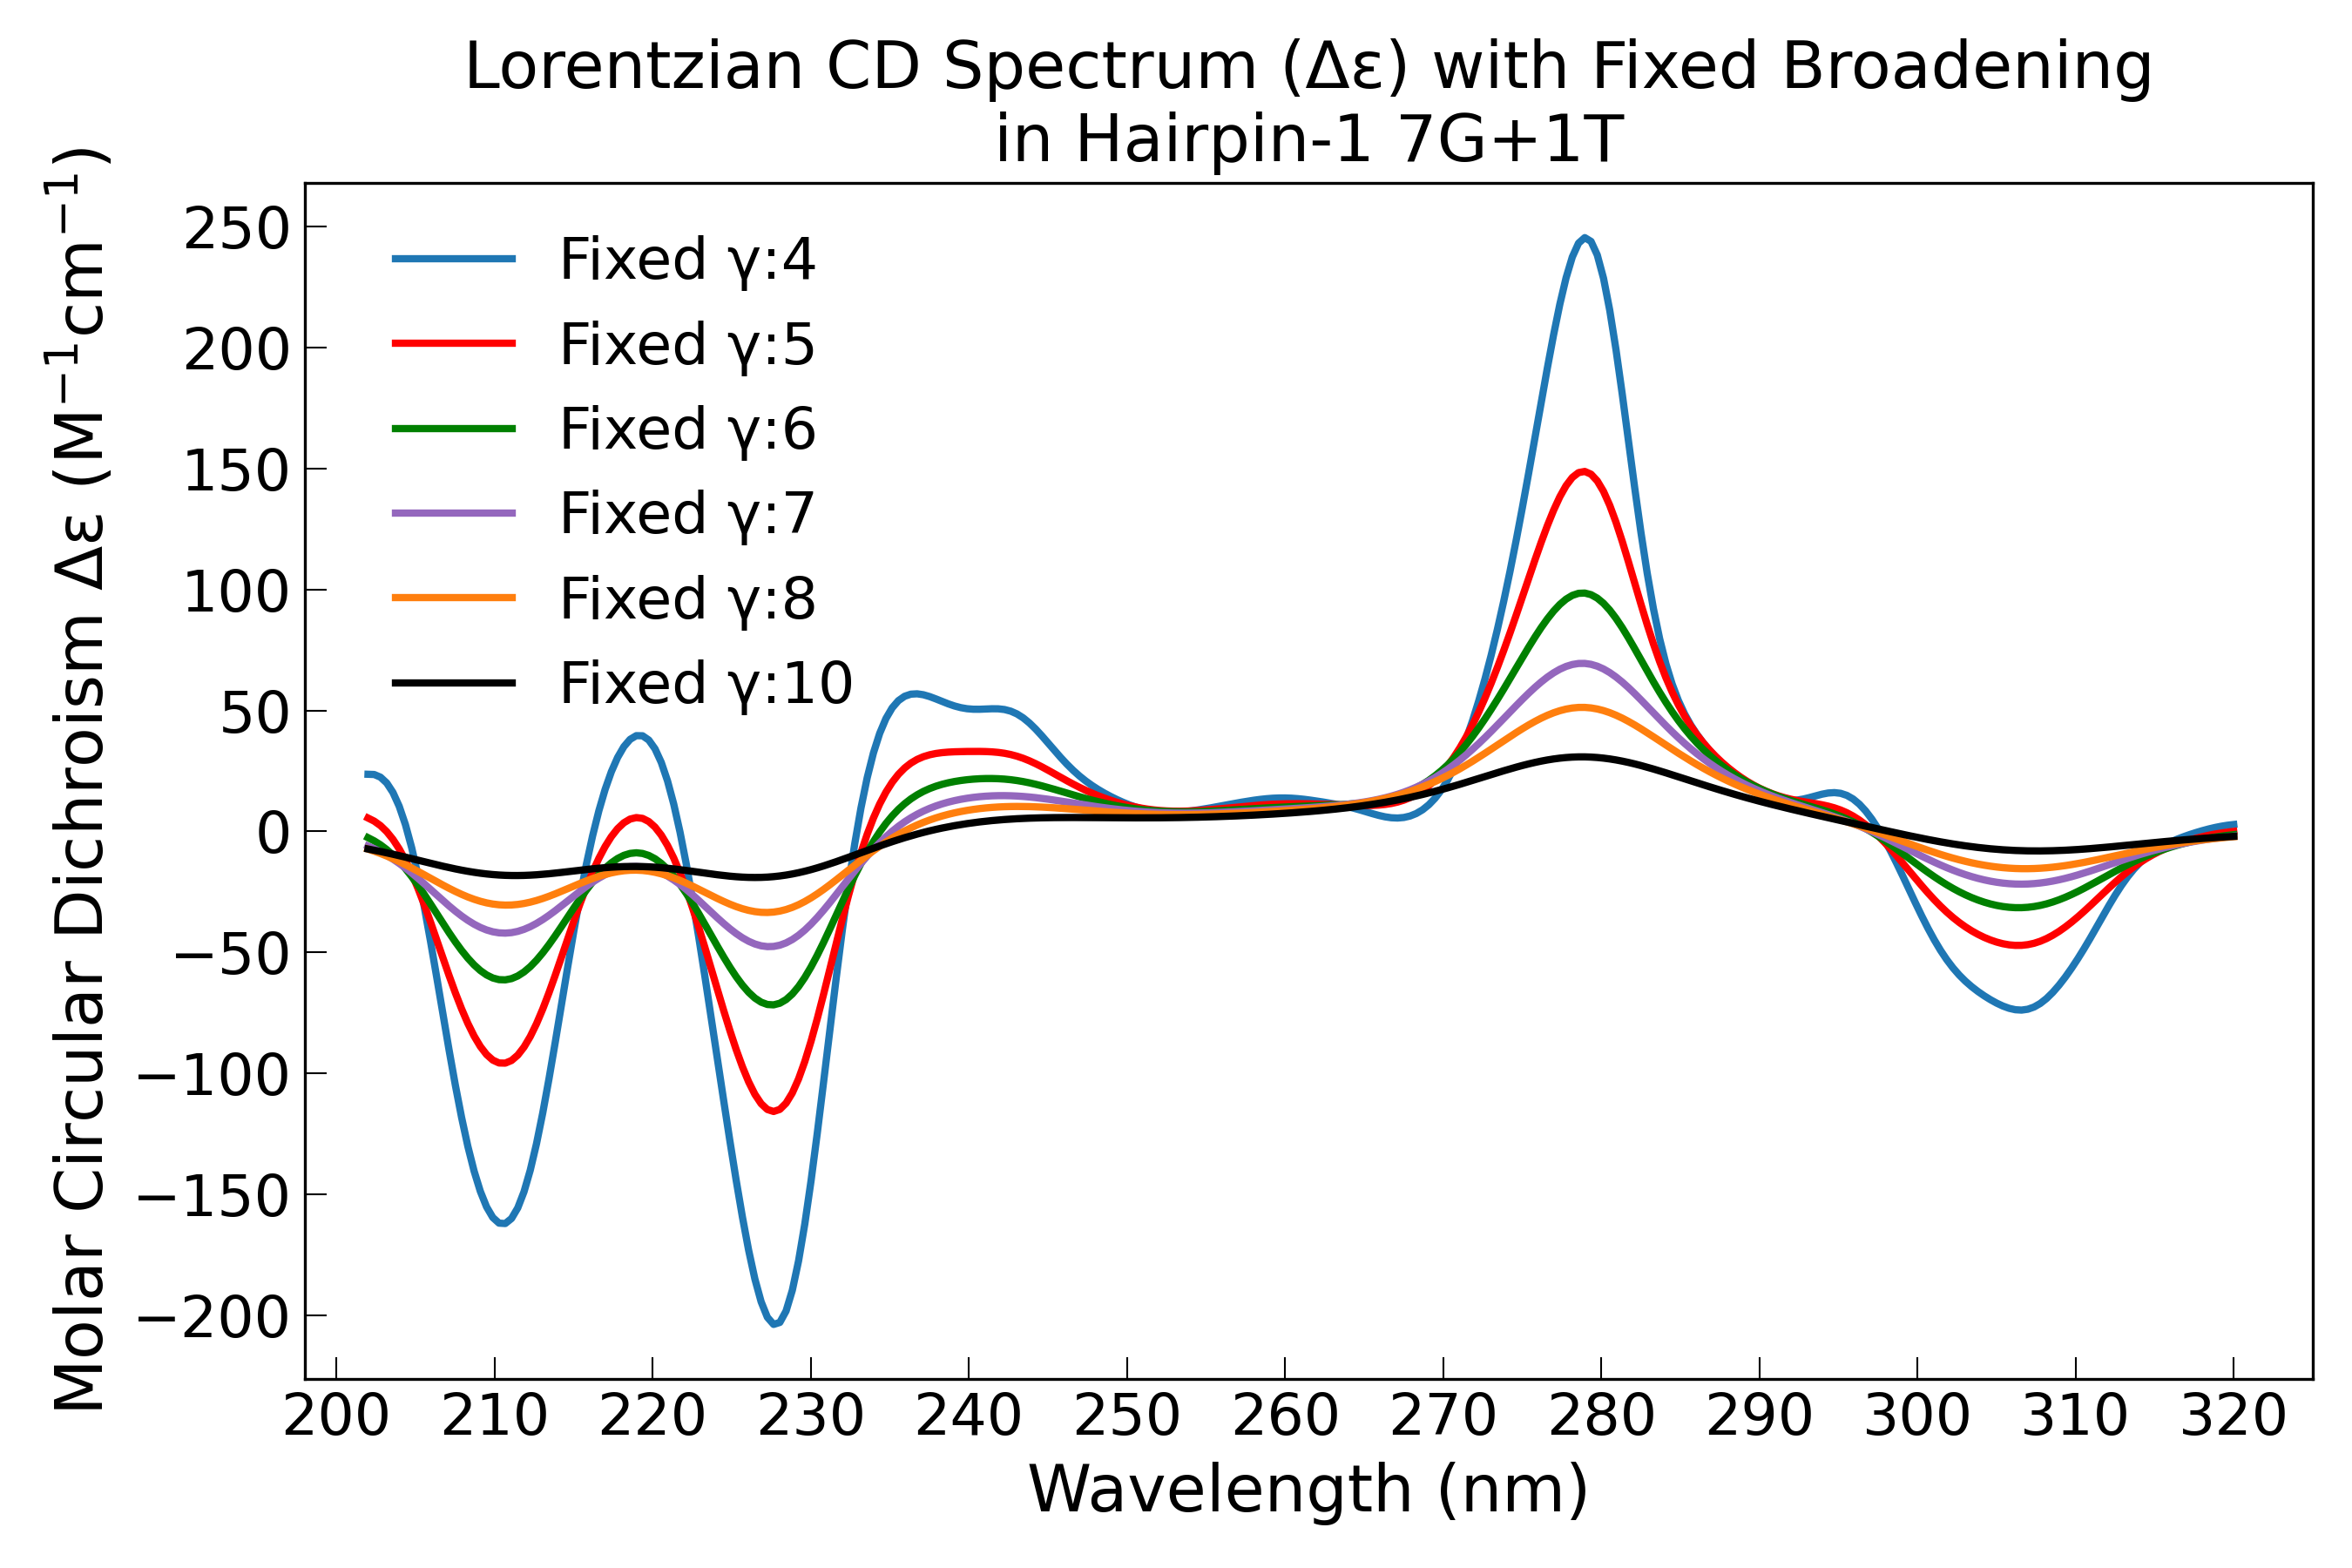 Lorentzian CD Spectrum (Δε) with Fixed Broadening
in Hairpin-1 7G+1T
Molar Circular Dichroism Δε (M⁻¹cm⁻¹)
250
200
150
100
50
0
−50
−100
−150
−200
Fixed γ:4
Fixed γ:5
Fixed γ:6
Fixed γ:7
Fixed γ:8
Fixed γ:10
200 210 220 230 240 250 260 270 280 290 300 310 320
Wavelength (nm)